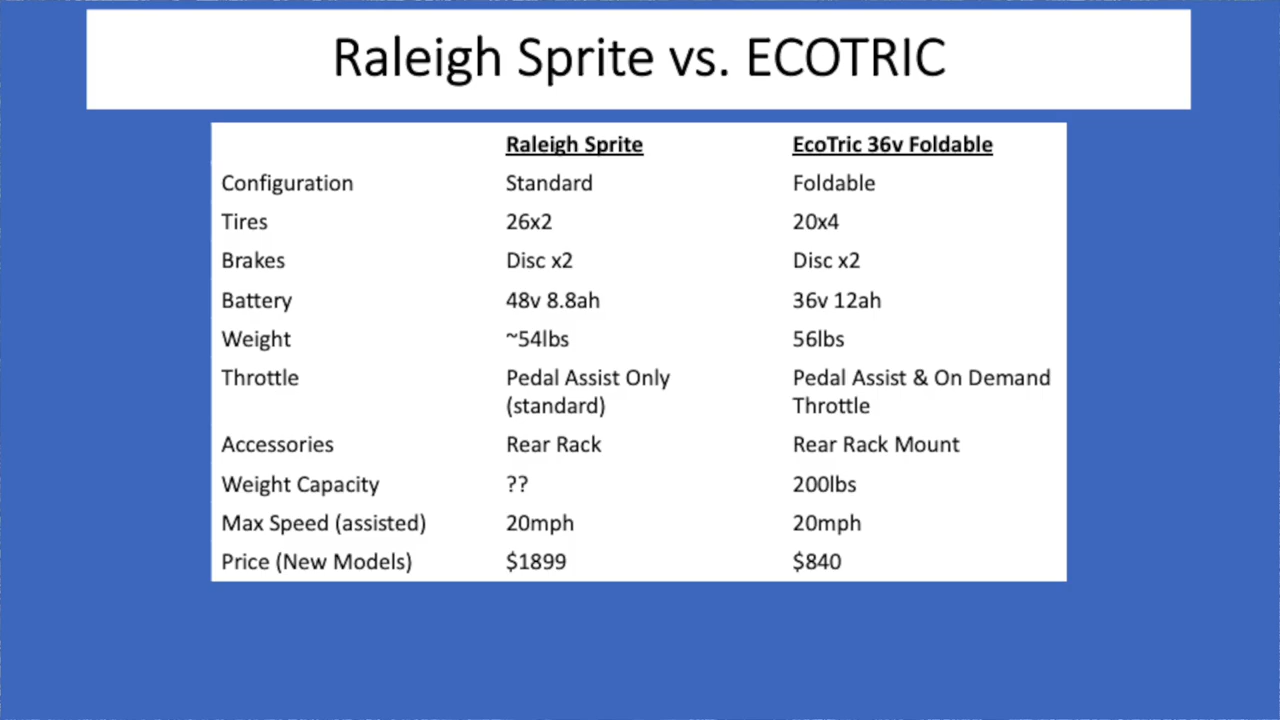 Raleigh Sprite vs. ECOTRIC
Raleigh Sprite EcoTric 36v Foldable
Configuration Standard Foldable
Tires 26x2 20x4
Brakes Disc x2 Disc x2
Battery 48v 8.8ah 36v 12ah
Weight ~54lbs 56lbs
Throttle Pedal Assist Only Pedal Assist & On Demand
(standard) Throttle
Accessories Rear Rack Rear Rack Mount
Weight Capacity ?? 200lbs
Max Speed (assisted) 20mph 20mph
Price (New Models) $1899 $840